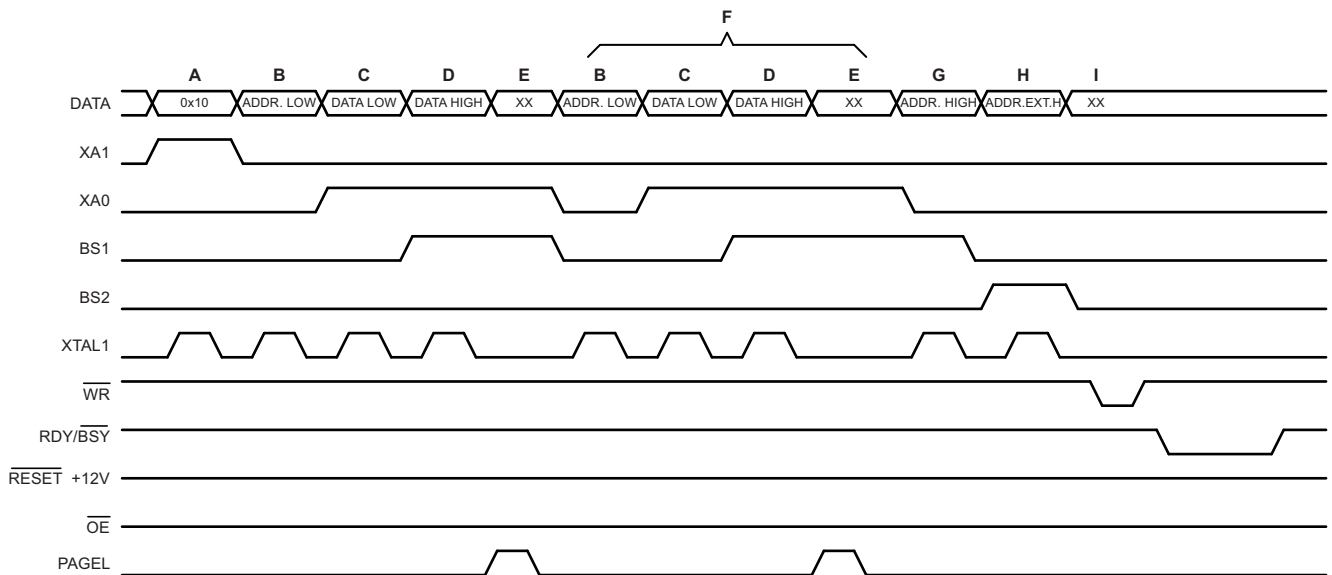 F
A B C D E B C D E G H I
DATA 0x10 ADDR. LOW DATA LOW DATA HIGH XX ADDR. LOW DATA LOW DATA HIGH XX ADDR. HIGH ADDR.EXT.H XX
XA1
XA0
BS1
BS2
XTAL1
WR
RDY/BSY
RESET +12V
OE
PAGEL